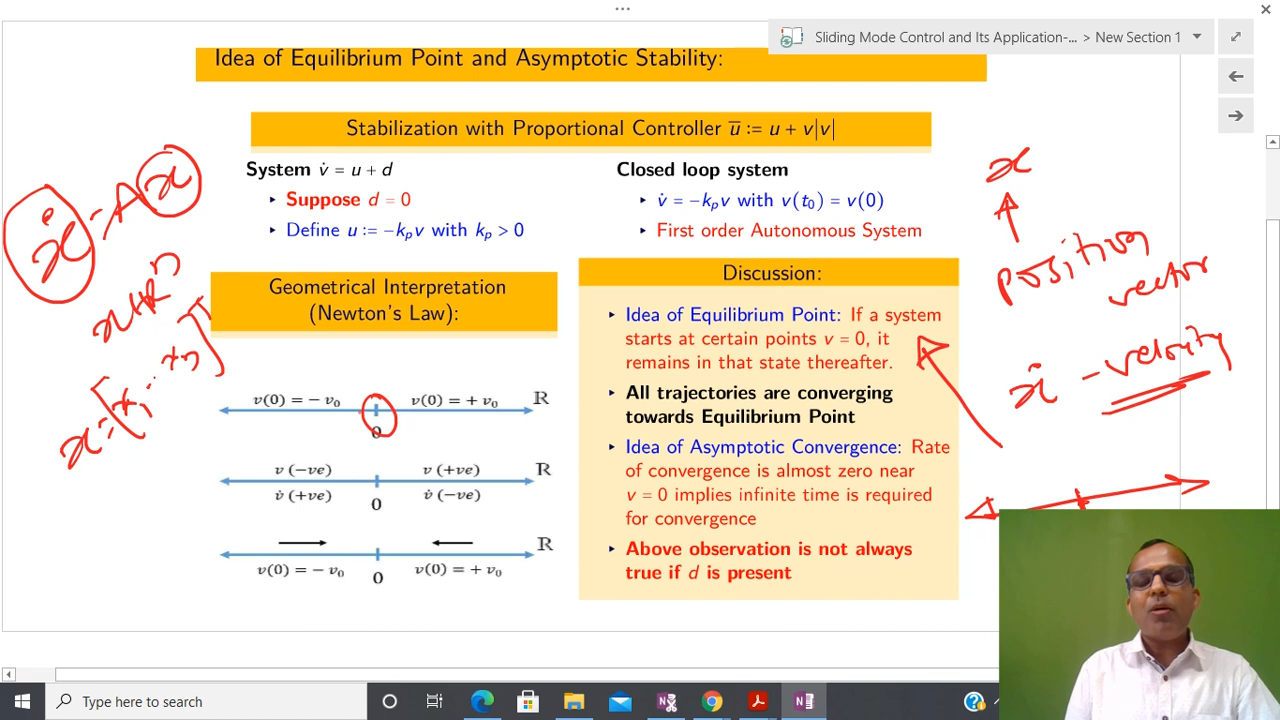 Sliding Mode Control and Its Application-... > New Section 1
Idea of Equilibrium Point and Asymptotic Stability:
Stabilization with Proportional Controller u̅ := u + v|v|
System v̇ = u + d
Suppose d = 0
Define u := −kₚv with kₚ > 0
Closed loop system
v̇ = −kₚv with v(t₀) = v(0)
First order Autonomous System
Geometrical Interpretation
(Newton's Law):
v(0) = − v₀
v(0) = + v₀
ℝ
0
v (−ve)
v (+ve)
ℝ
v̇ (+ve)
0
v̇ (−ve)
ℝ
v(0) = − v₀
0
v(0) = + v₀
Discussion:
Idea of Equilibrium Point: If a system
starts at certain points v = 0, it
remains in that state thereafter.
All trajectories are converging
towards Equilibrium Point
Idea of Asymptotic Convergence: Rate
of convergence is almost zero near
v = 0 implies infinite time is required
for convergence
Above observation is not always
true if d is present
x
position
vector
ẋ - velocity
ẋ
x
Type here to search